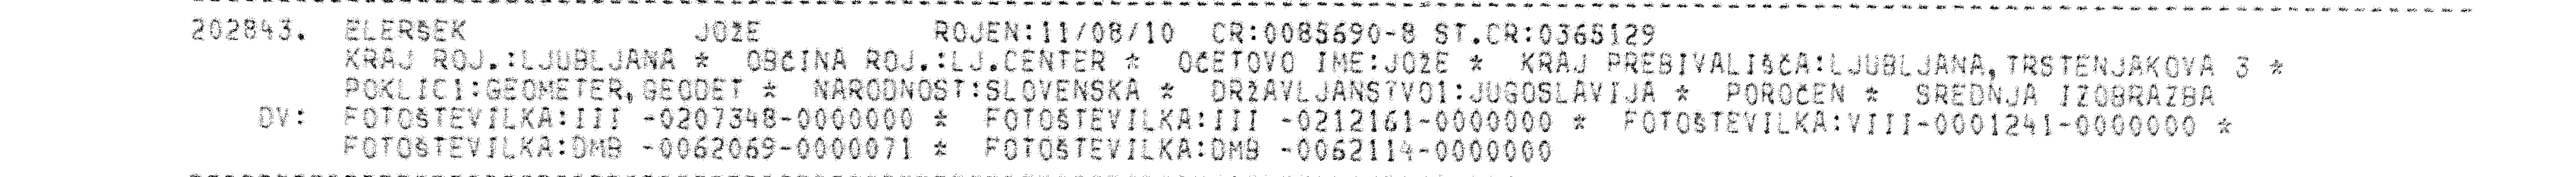 202843. ELERŠEK JOŽE ROJEN:11/08/10 CR:0085690-8 ST.CR:0365129
KRAJ ROJ.:LJUBLJANA * OBČINA ROJ.:LJ.CENTER * OČETOVO IME:JOŽE * KRAJ PREBIVALIŠČA:LJUBLJANA,TRSTENJAKOVA 3 *
POKLICI:GEOMETER,GEODET * NARODNOST:SLOVENSKA * DRŽAVLJANSTVO1:JUGOSLAVIJA * POROČEN * SREDNJA IZOBRAZBA
DV: FOTOŠTEVILKA:III -0207348-0000000 * FOTOŠTEVILKA:III -0212161-0000000 * FOTOŠTEVILKA:VIII-0001241-0000000 *
FOTOŠTEVILKA:DMB -0062069-0000071 * FOTOŠTEVILKA:DMB -0062114-0000000